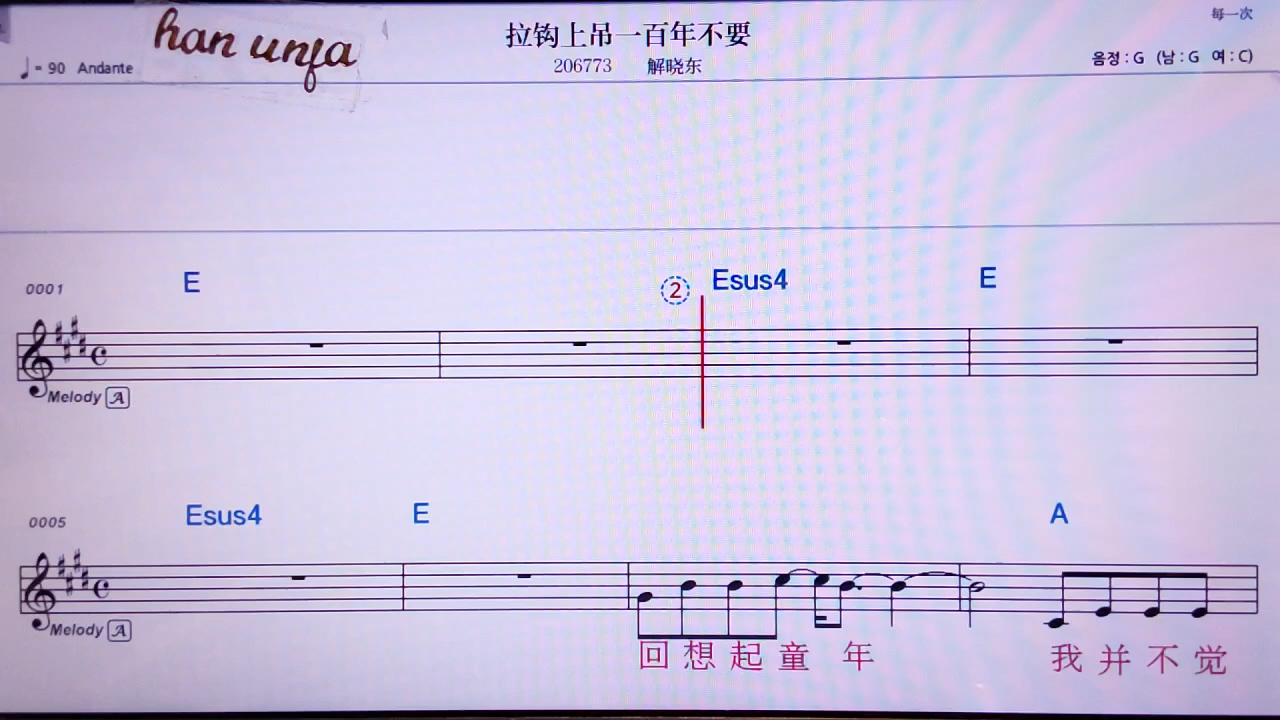 han unfa
拉钩上吊一百年不要
每一次
♩= 90 Andante
206773 解晓东
음정 : G (남 : G 여 : C)
0001
E
② Esus4
E
Melody A
0005
Esus4
E
A
Melody A
回想起童年 我并不觉